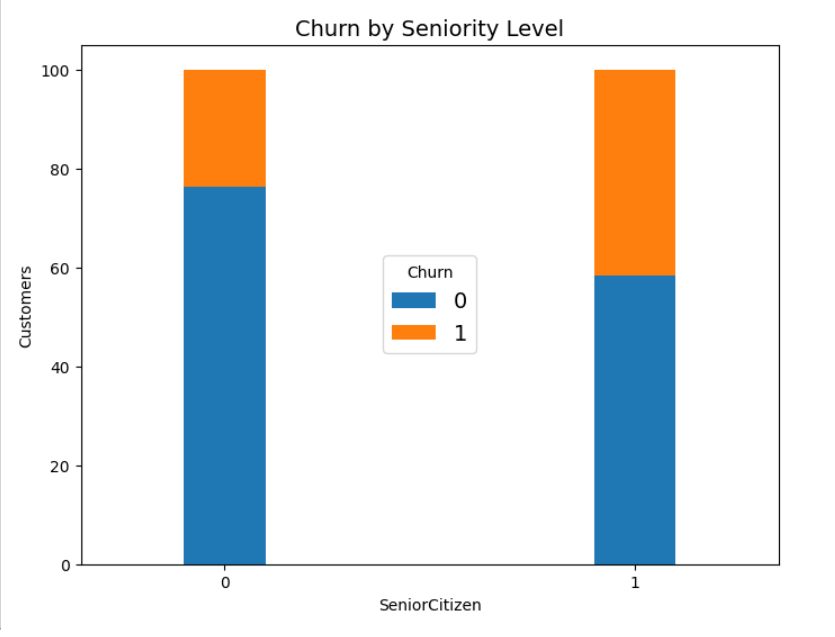 Churn by Seniority Level
100
80
60
40
20
0
Customers
Churn
0
1
0
1
SeniorCitizen